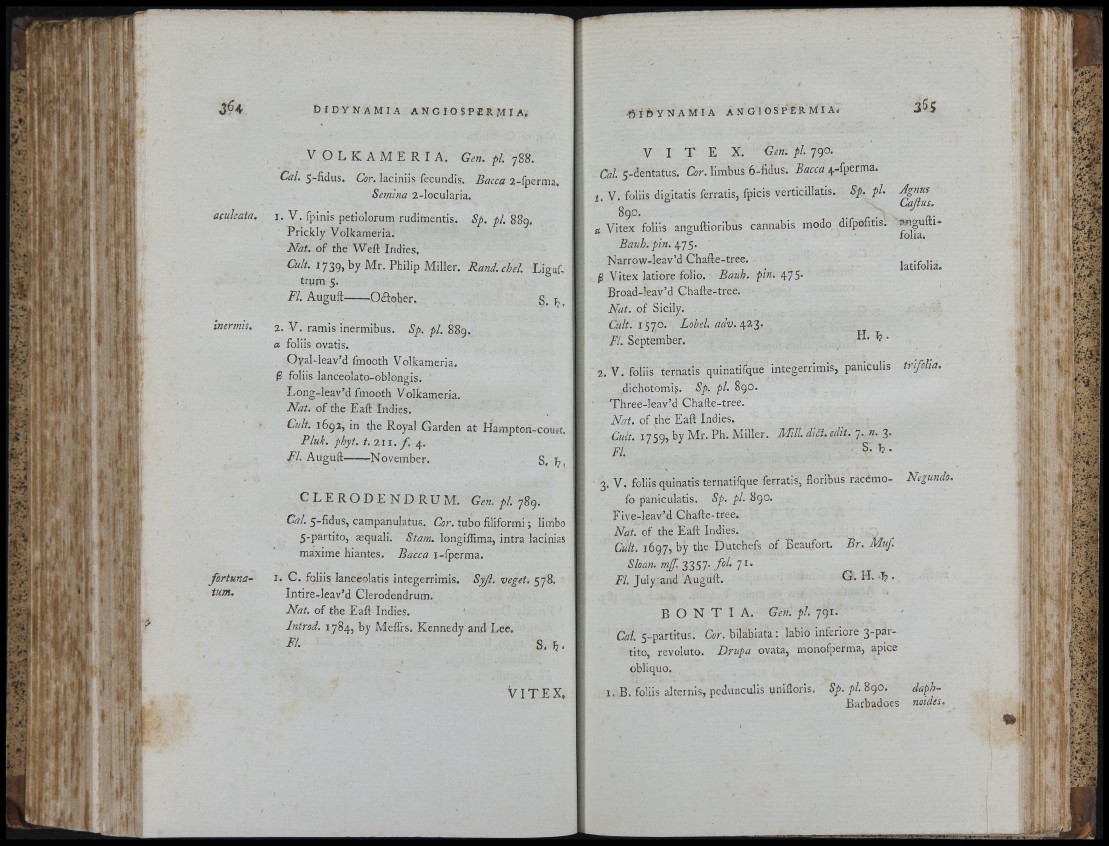 364
DIDYNAMIA ANGIOSPERMIA.
VOLKAMERIA. Gen. pl. 788.
Cal. 5-fidus. Cor. laciniis ſecundis. Bacca 2-ſperma.
Semina 2-locularia.
aculeata. 1. V. ſpinis petiolorum rudimentis. Sp. pl. 889.
Prickly Volkameria.
Nat. of the Weſt Indies.
Cult. 1739, by Mr. Philip Miller. Rand. chel. Liguſ-
trum 5.
Fl. Auguſt——October. S. ♄.
inermis. 2. V. ramis inermibus. Sp. pl. 889.
α foliis ovatis.
Oval-leav'd ſmooth Volkameria.
β foliis lanceolato-oblongis.
Long-leav'd ſmooth Volkameria.
Nat. of the Eaſt Indies.
Cult. 1692, in the Royal Garden at Hampton-court.
Pluk. phyt. t. 211. f. 4.
Fl. Auguſt——November. S. ♄.
CLERODENDRUM. Gen. pl. 789.
Cal. 5-fidus, campanulatus. Cor. tubo filiformi; limbo
5-partito, æquali. Stam. longiſſima, intra lacinias
maxime hiantes. Bacca 1-ſperma.
fortuna- 1. C. foliis lanceolatis integerrimis. Syſt. veget. 578.
tum. Intire-leav'd Clerodendrum.
Nat. of the Eaſt Indies.
Introd. 1784, by Meſſrs. Kennedy and Lee.
Fl. S. ♄.
VITEX,
DIDYNAMIA ANGIOSPERMIA.
365
VITEX. Gen. pl. 790.
Cal. 5-dentatus. Cor. limbus 6-fidus. Bacca 4-ſperma.
1. V. foliis digitatis ſerratis, ſpicis verticillatis. Sp. pl. Agnus
890. Caſtus.
α Vitex foliis anguſtioribus cannabis modo diſpoſitis. anguſti-
Bauh. pin. 475. folia.
Narrow-leav'd Chaſte-tree.
β Vitex latiore folio. Bauh. pin. 475. latifolia.
Broad-leav'd Chaſte-tree.
Nat. of Sicily.
Cult. 1570. Lobel. adv. 423.
Fl. September. H. ♄.
2. V. foliis ternatis quinatiſque integerrimis, paniculis trifolia.
dichotomis. Sp. pl. 890.
Three-leav'd Chaſte-tree.
Nat. of the Eaſt Indies.
Cult. 1759, by Mr. Ph. Miller. Mill. dict. edit. 7. n. 3.
Fl. S. ♄.
3. V. foliis quinatis ternatiſque ſerratis, floribus racemo- Negundo.
ſo paniculatis. Sp. pl. 890.
Five-leav'd Chaſte-tree.
Nat. of the Eaſt Indies.
Cult. 1697, by the Dutcheſs of Beaufort. Br. Muſ.
Sloan. mſſ. 3357. fol. 71.
Fl. July and Auguſt. G. H. ♄.
BONTIA. Gen. pl. 791.
Cal. 5-partitus. Cor. bilabiata: labio inferiore 3-par-
tito, revoluto. Drupa ovata, monoſperma, apice
obliquo.
1. B. foliis alternis, pedunculis unifloris. Sp. pl. 890. daph-
Barbadoes noides.